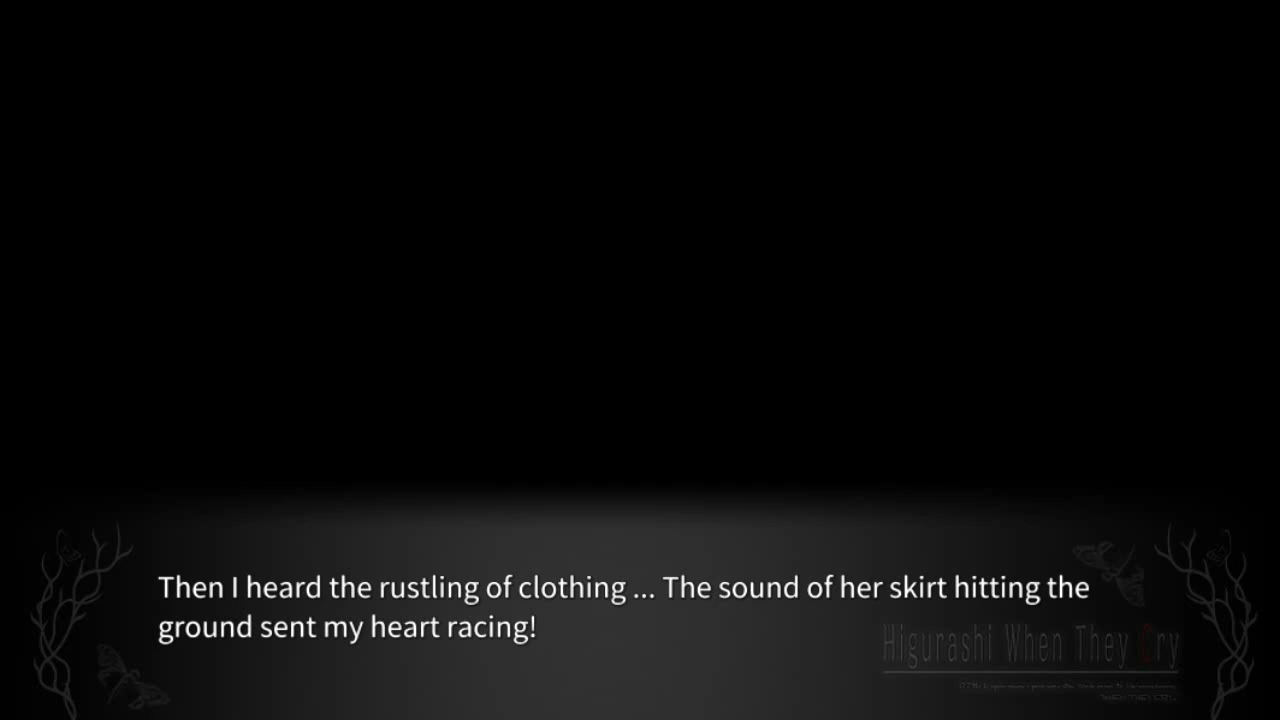 Then I heard the rustling of clothing ... The sound of her skirt hitting the
ground sent my heart racing!
Higurashi When They Cry